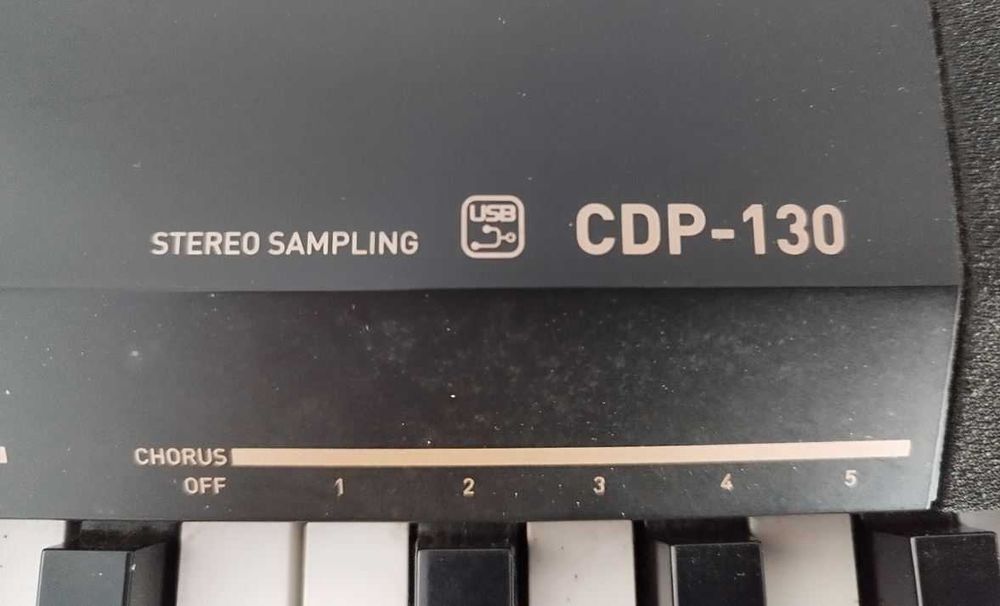 STEREO SAMPLING USB CDP-130
CHORUS
OFF 1 2 3 4 5